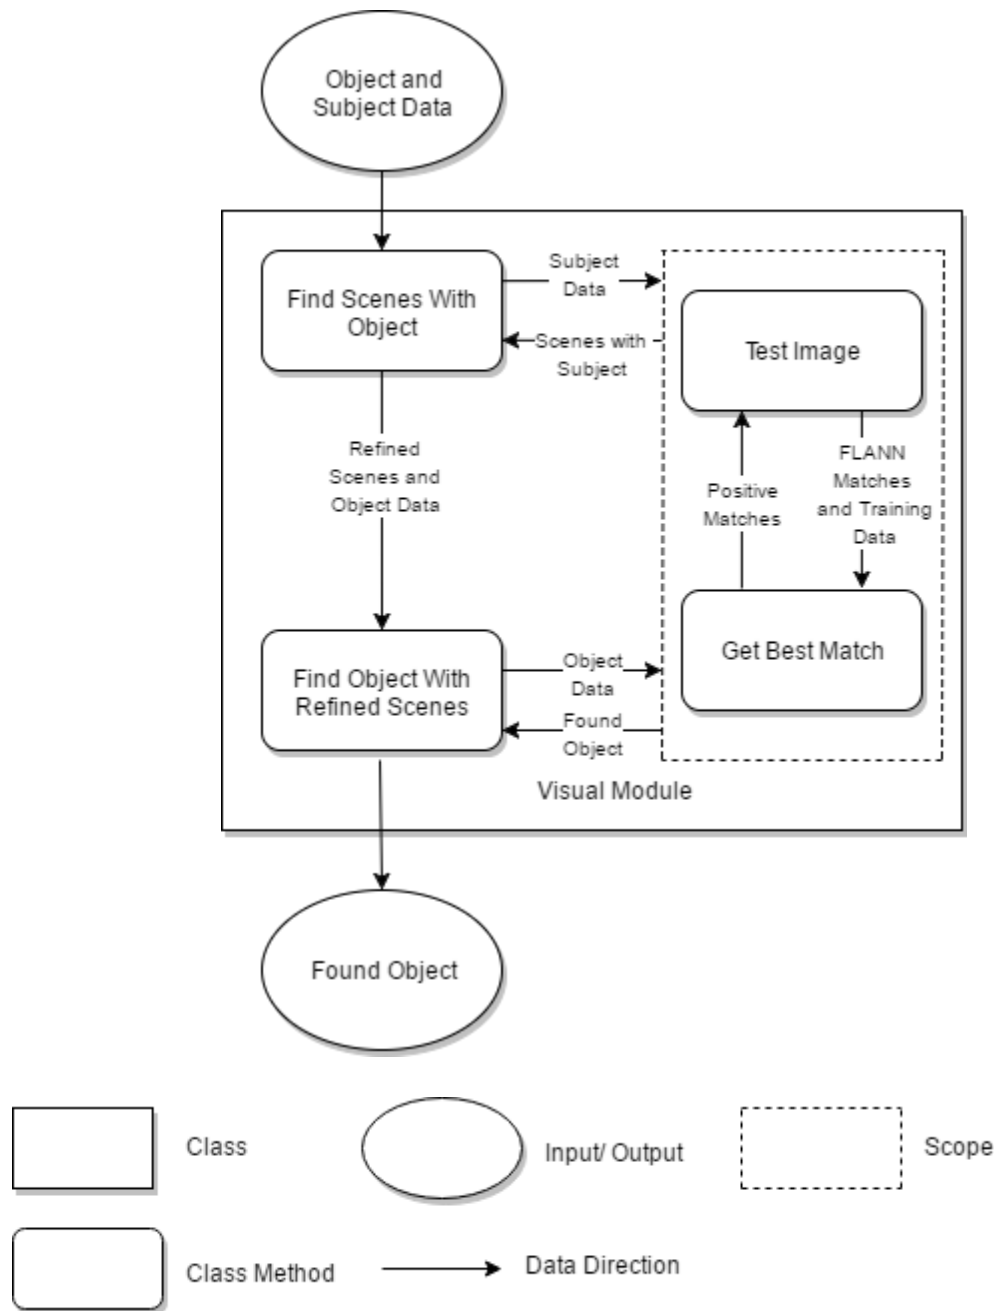 Object and
Subject Data
Find Scenes With
Object
Subject
Data
Scenes with
Subject
Test Image
Refined
Scenes and
Object Data
Positive
Matches
FLANN
Matches
and Training
Data
Find Object With
Refined Scenes
Object
Data
Found
Object
Get Best Match
Visual Module
Found Object
Class
Input/ Output
Scope
Class Method
Data Direction